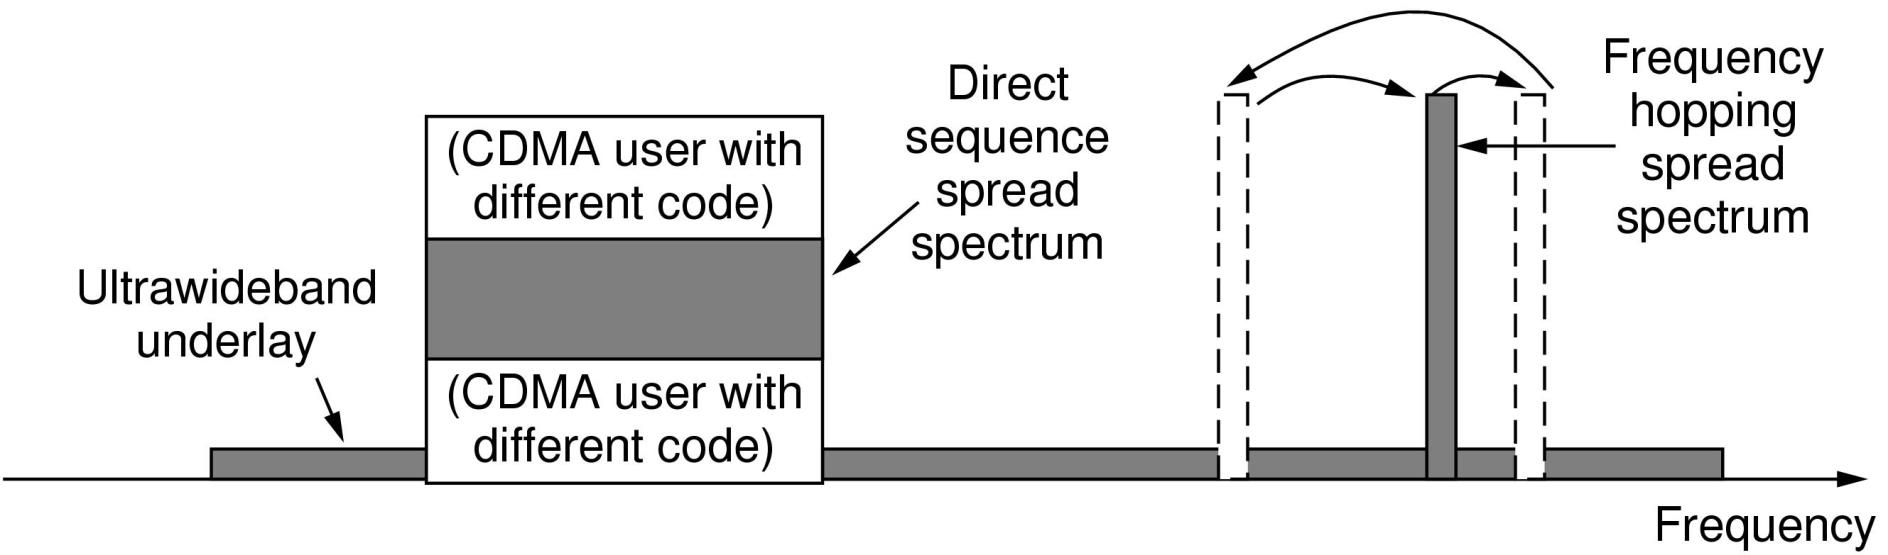 Ultrawideband
underlay
(CDMA user with
different code)
(CDMA user with
different code)
Direct
sequence
spread
spectrum
Frequency
hopping
spread
spectrum
Frequency